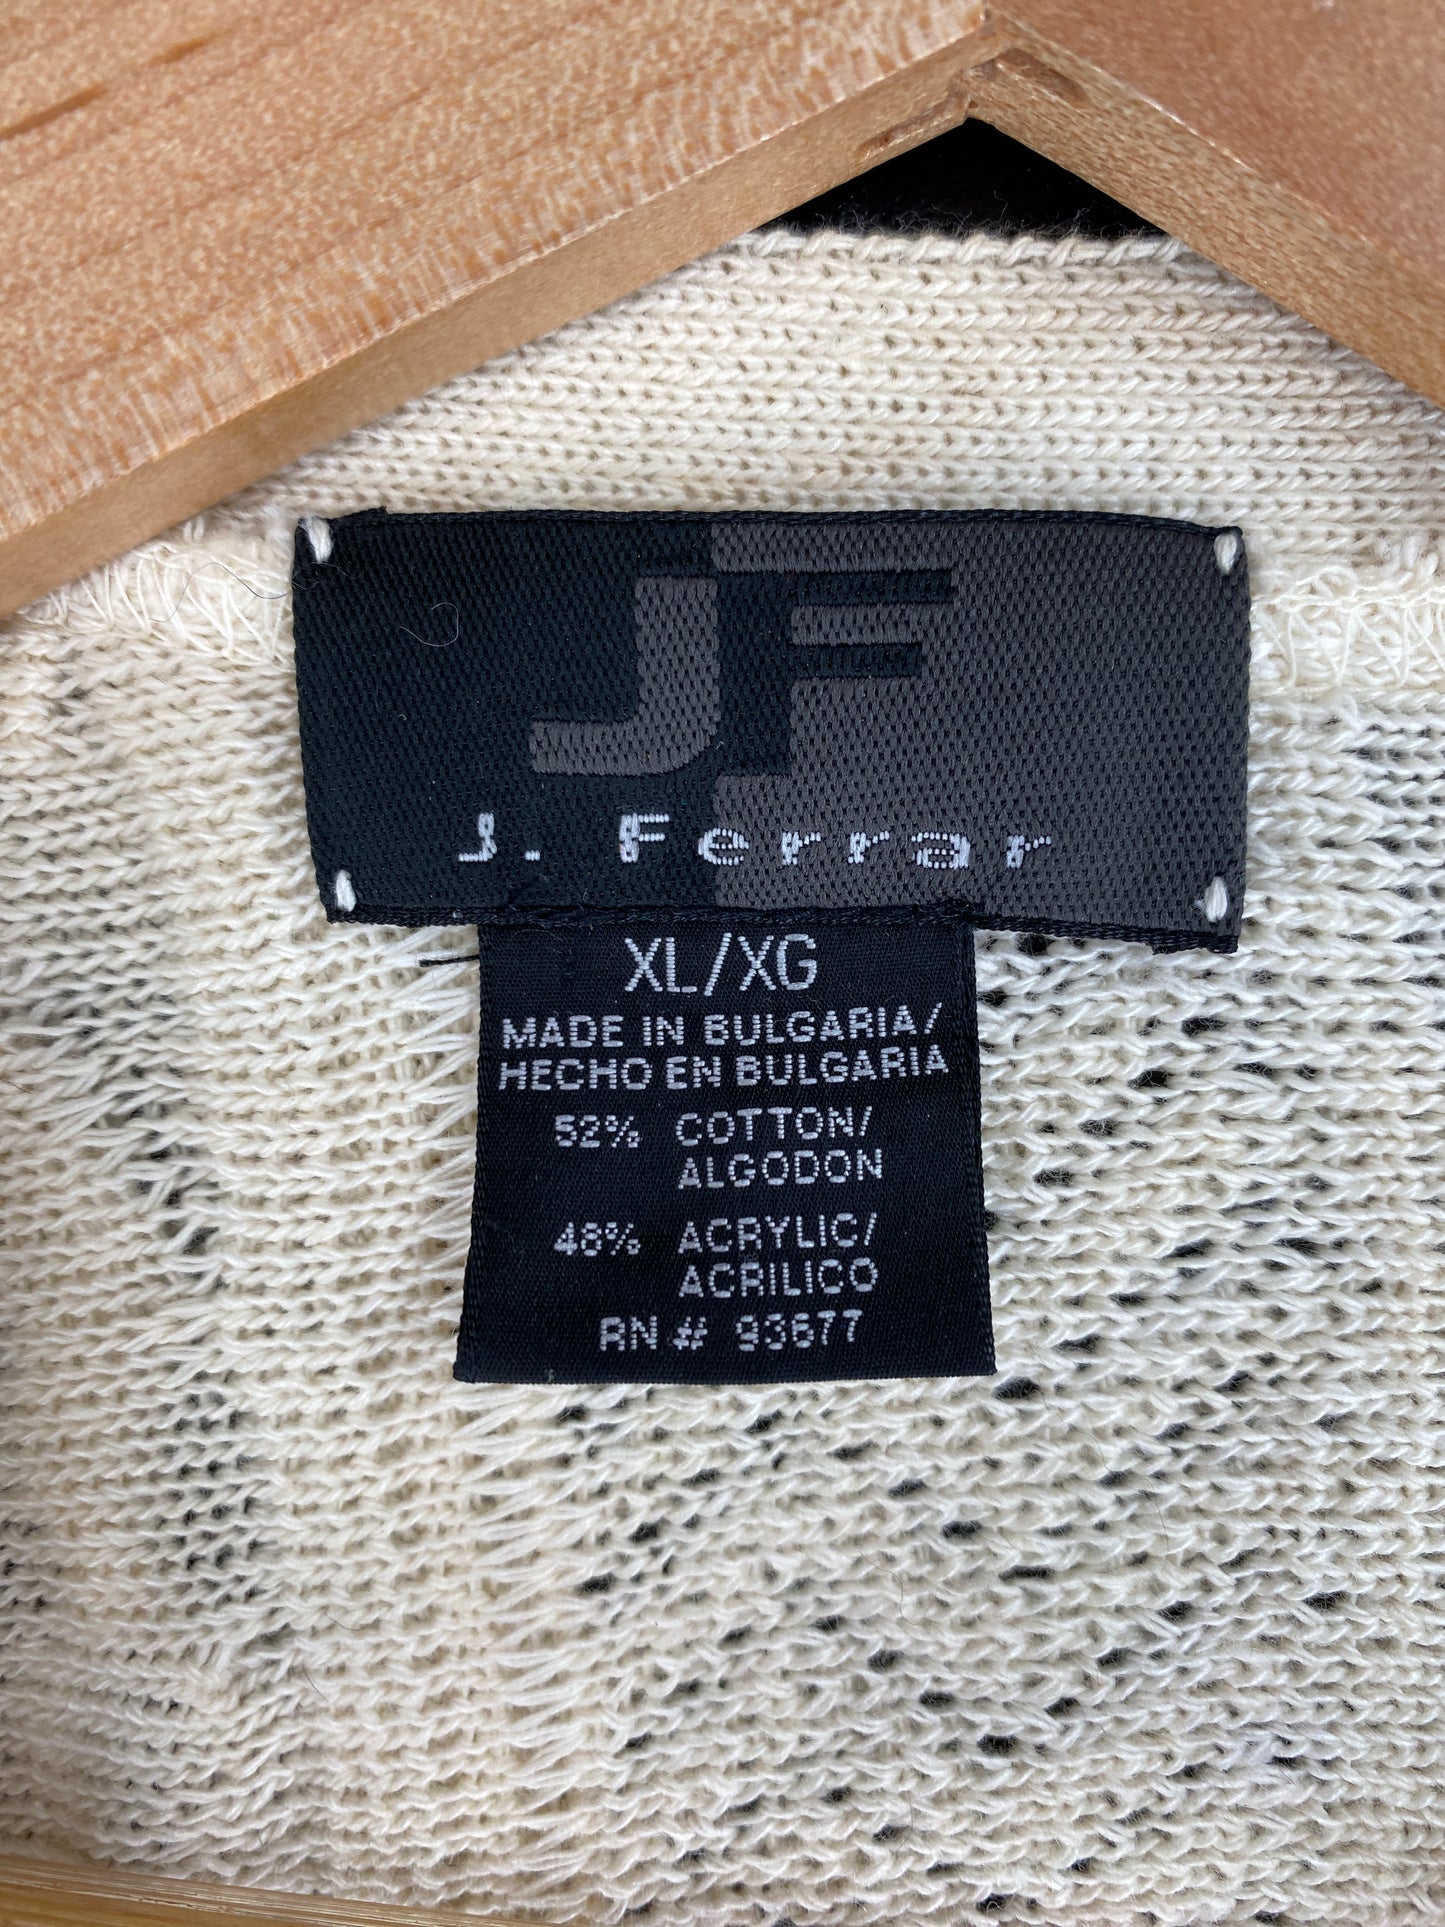 JF
J. Ferrar
XL/XG
MADE IN BULGARIA/
HECHO EN BULGARIA
52% COTTON/
ALGODON
48% ACRYLIC/
ACRILICO
RN # 93677